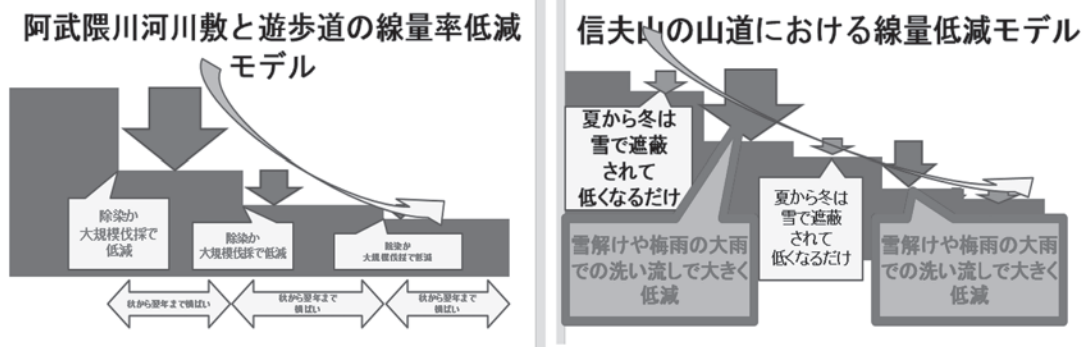 阿武隈川河川敷と遊歩道の線量率低減
モデル
除染か
大規模伐採で
低減
除染か
大規模伐採で低減
除染か
大規模伐採で低減
秋から翌年まで横ばい
秋から翌年まで
横ばい
秋から翌年まで
横ばい
信夫山の山道における線量低減モデル
夏から冬は
雪で遮蔽
されて
低くなるだけ
雪解けや梅雨の大雨
での洗い流しで大きく
低減
夏から冬は
雪で遮蔽
されて
低くなるだけ
雪解けや梅雨の大雨
での洗い流しで大きく
低減